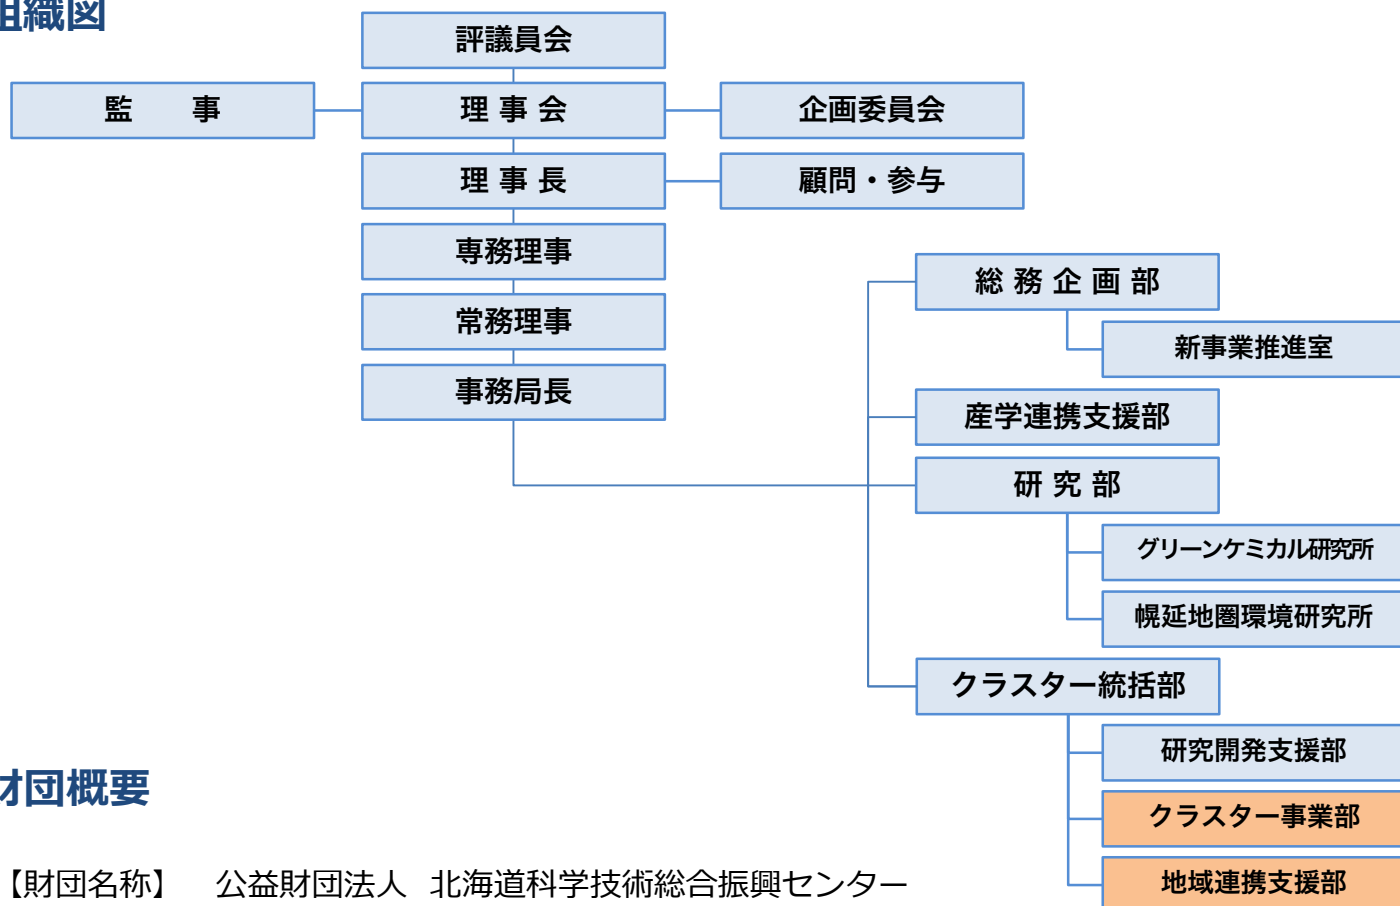 組織図
評議員会
監 事
理 事 会
企画委員会
理 事 長
顧問・参与
専務理事
常務理事
事務局長
総 務 企 画 部
新事業推進室
産学連携支援部
研 究 部
グリーンケミカル研究所
幌延地圏環境研究所
クラスター統括部
研究開発支援部
クラスター事業部
地域連携支援部
財団概要
【財団名称】 公益財団法人 北海道科学技術総合振興センター